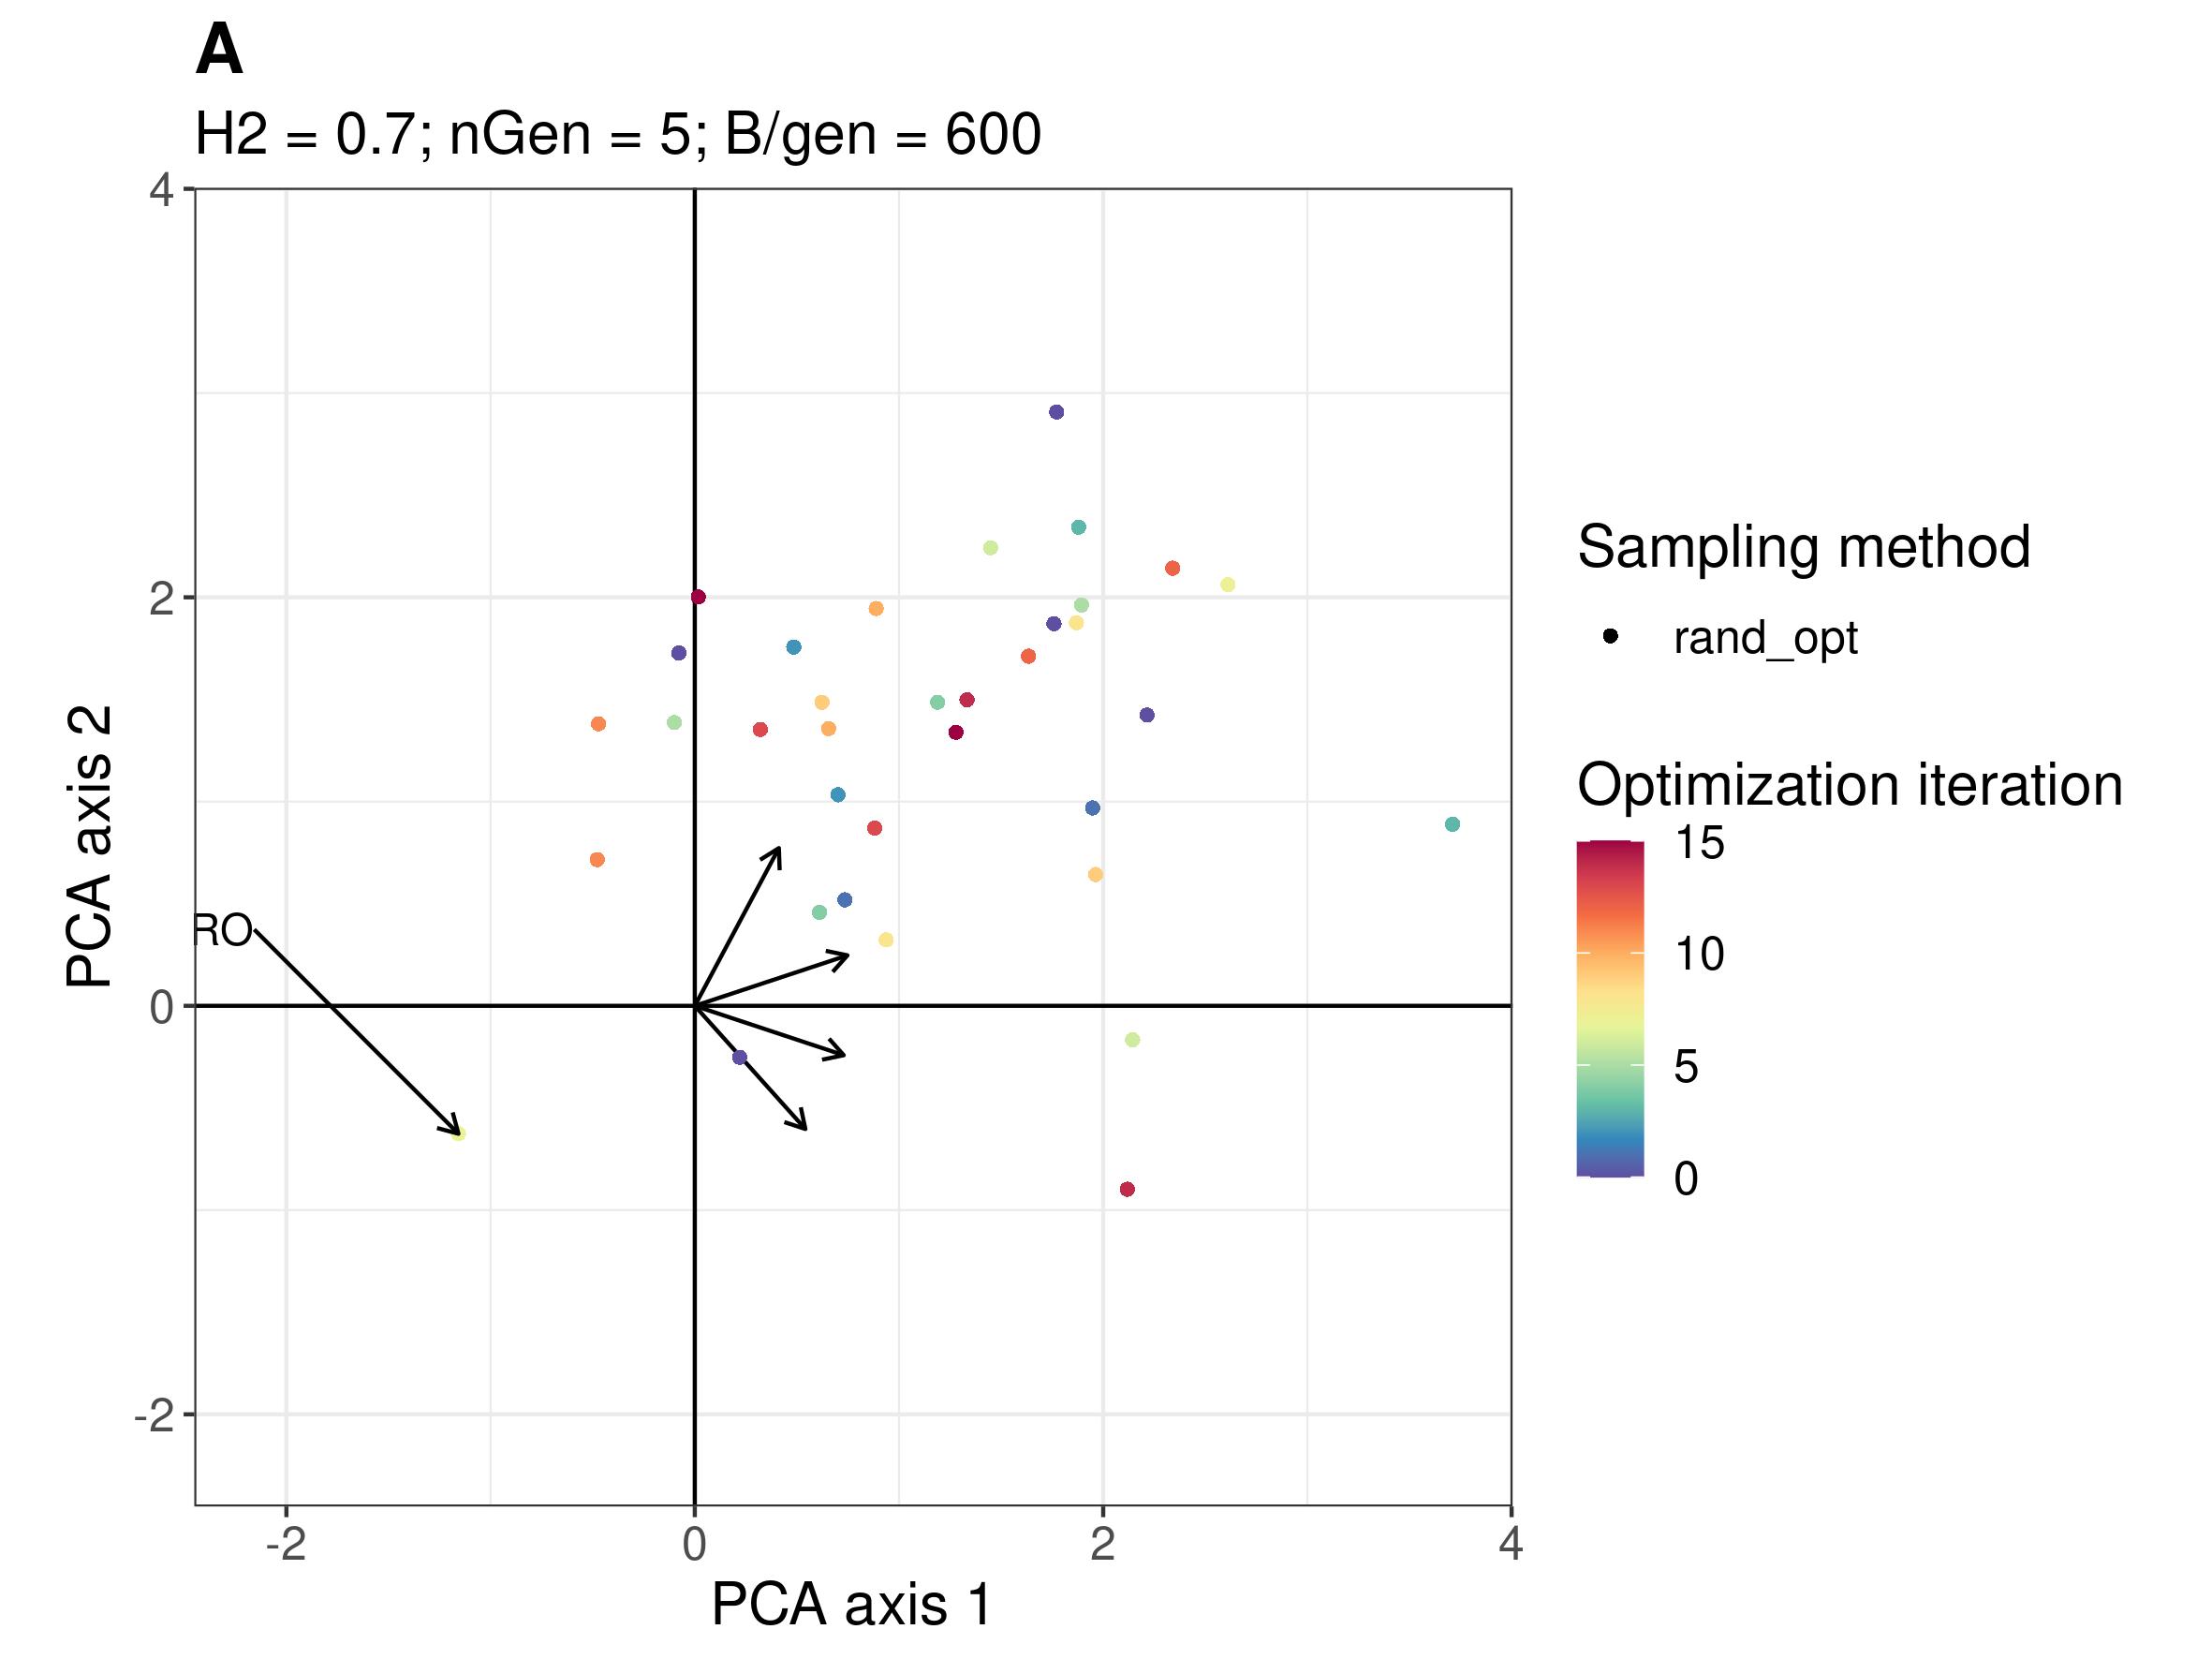 A
H2 = 0.7; nGen = 5; B/gen = 600
4
2
0
-2
PCA axis 2
RO
-2
0
2
4
PCA axis 1
Sampling method
rand_opt
Optimization iteration
15
10
5
0